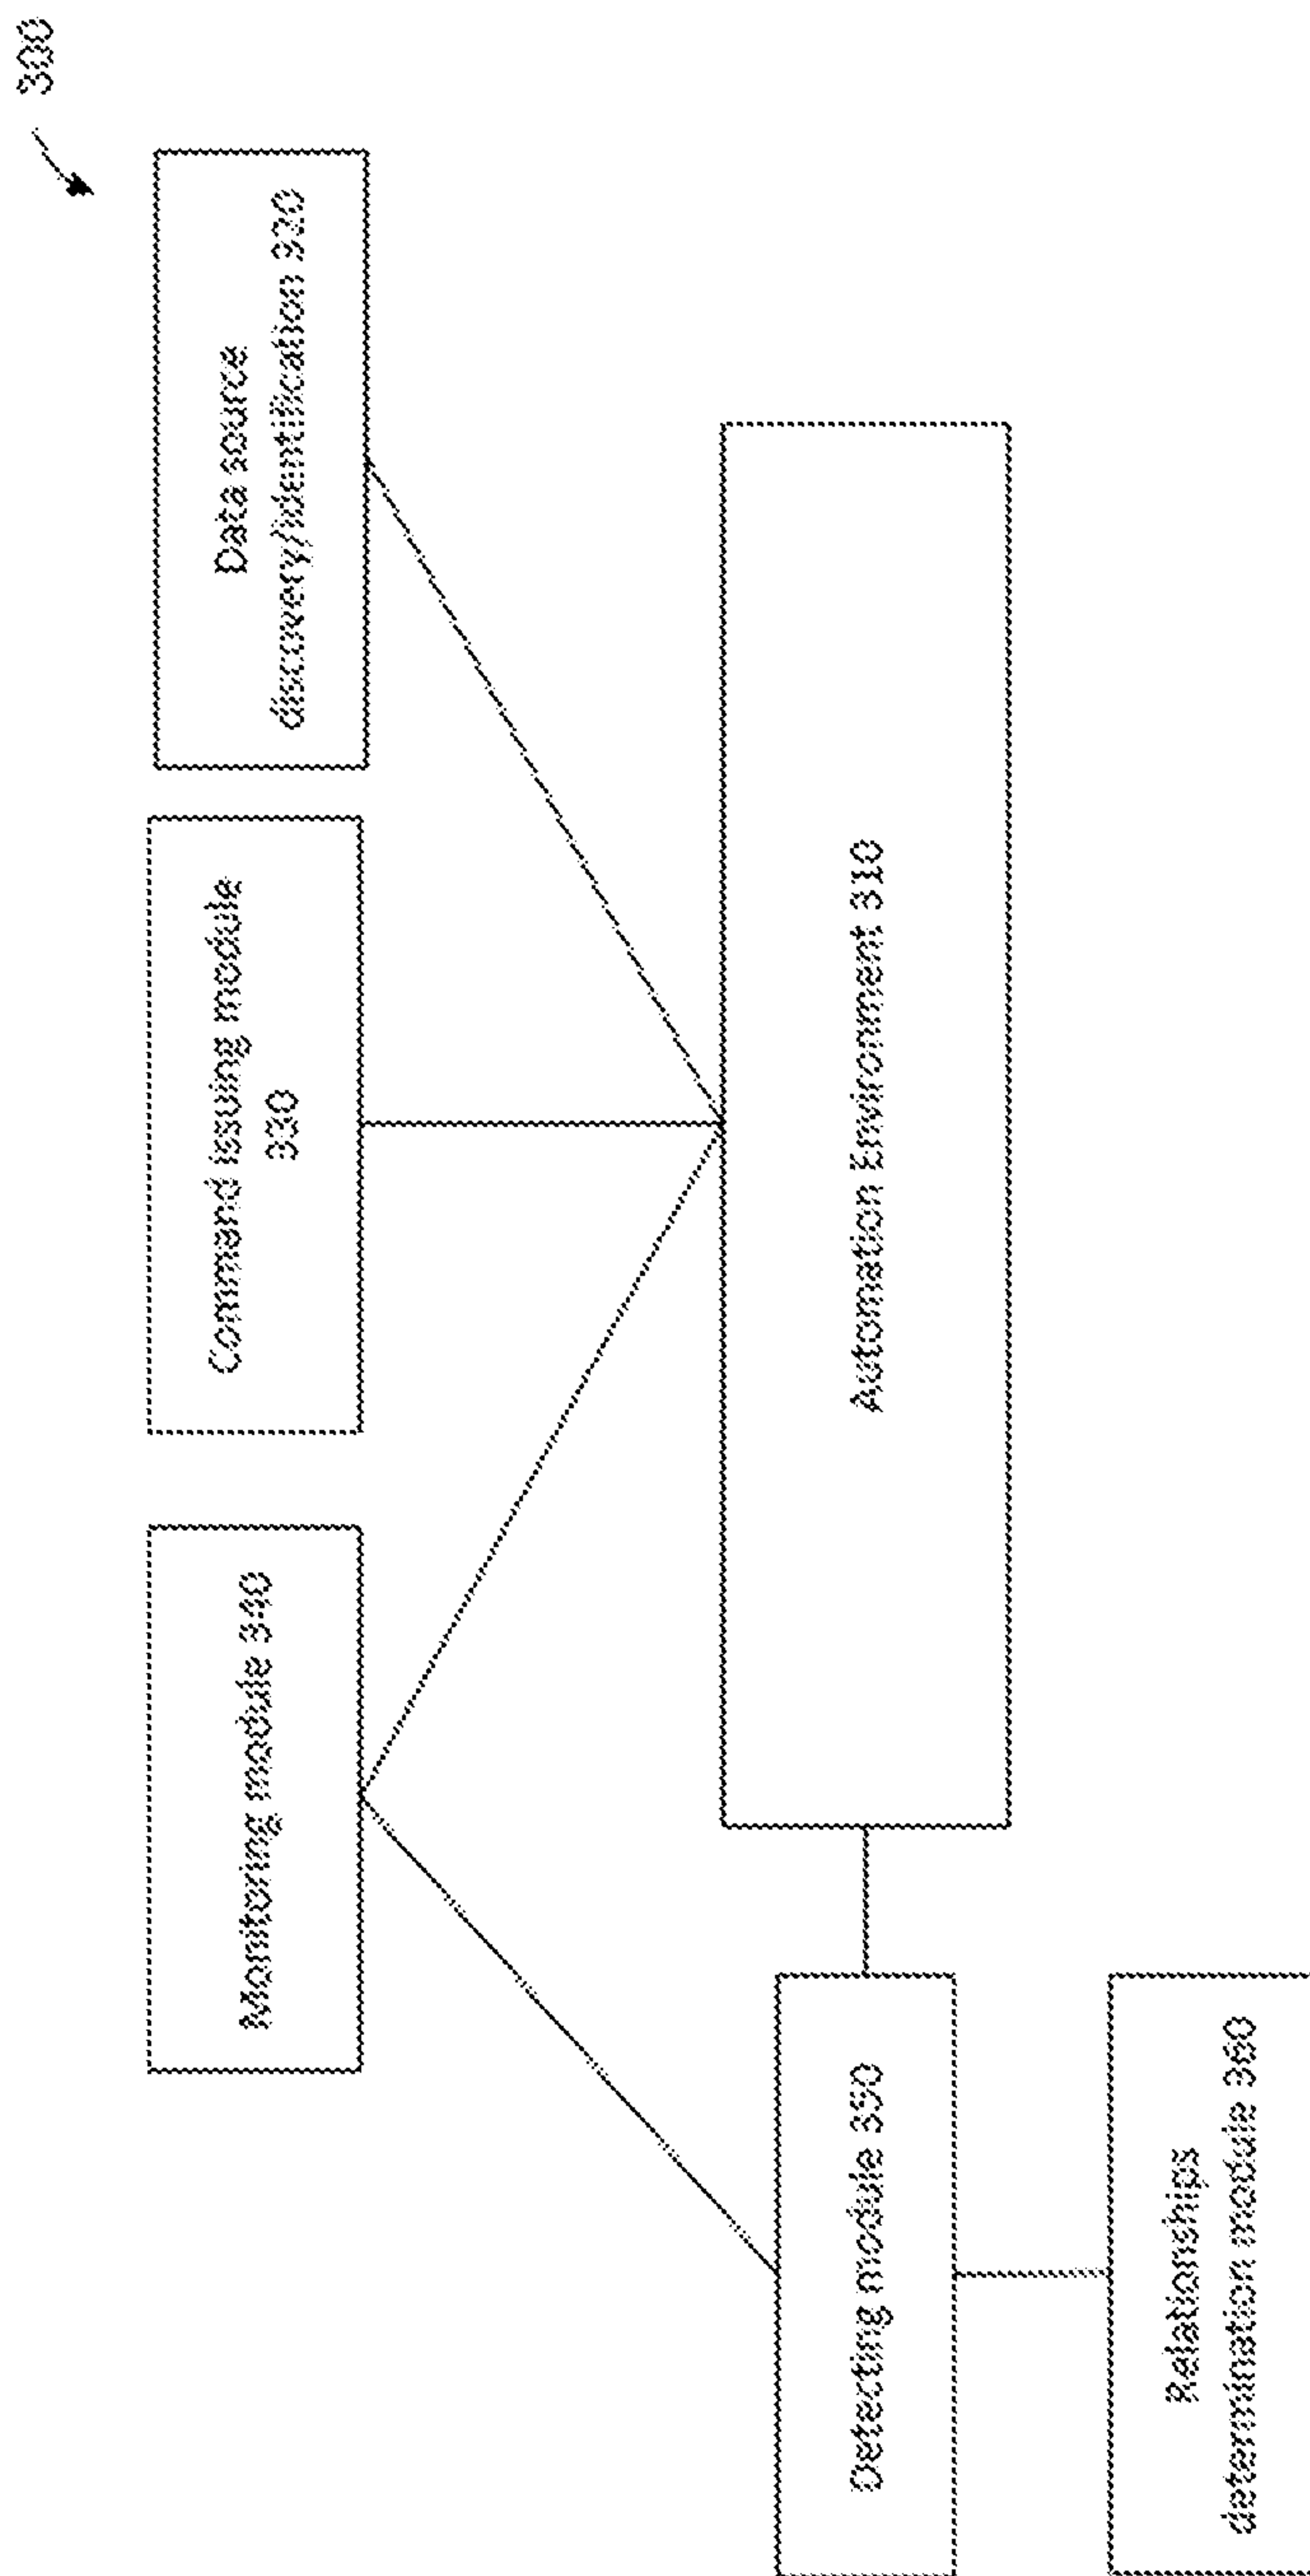 300
Monitoring module 340
Command issuing module
330
Data source
discovery/identification 320
Automation Environment 310
Detecting module 350
Relationships
determination module 360